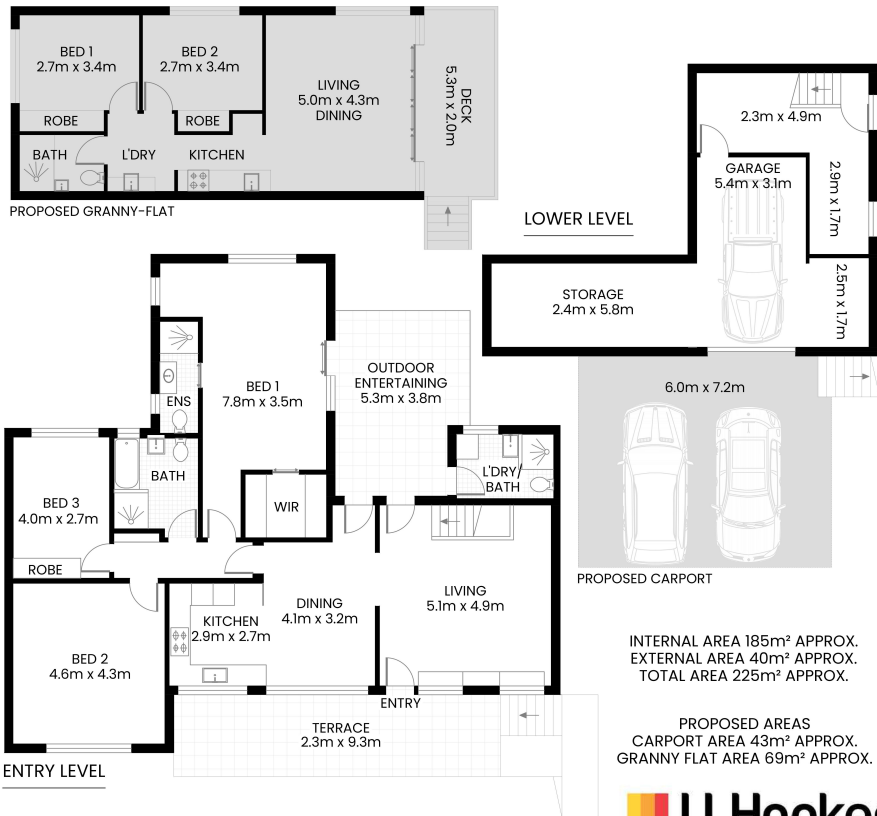 BED 1
2.7m x 3.4m
BED 2
2.7m x 3.4m
LIVING
5.0m x 4.3m
DINING
DECK
5.3m x 2.0m
ROBE
ROBE
BATH
L'DRY
KITCHEN
PROPOSED GRANNY-FLAT
LOWER LEVEL
2.3m x 4.9m
GARAGE
5.4m x 3.1m
2.9m x 1.7m
2.5m x 1.7m
STORAGE
2.4m x 5.8m
6.0m x 7.2m
PROPOSED CARPORT
OUTDOOR
ENTERTAINING
5.3m x 3.8m
BED 1
7.8m x 3.5m
ENS
BATH
L'DRY/
BATH
WIR
BED 3
4.0m x 2.7m
ROBE
LIVING
5.1m x 4.9m
DINING
4.1m x 3.2m
KITCHEN
2.9m x 2.7m
BED 2
4.6m x 4.3m
ENTRY
TERRACE
2.3m x 9.3m
ENTRY LEVEL
INTERNAL AREA 185m² APPROX.
EXTERNAL AREA 40m² APPROX.
TOTAL AREA 225m² APPROX.
PROPOSED AREAS
CARPORT AREA 43m² APPROX.
GRANNY FLAT AREA 69m² APPROX.